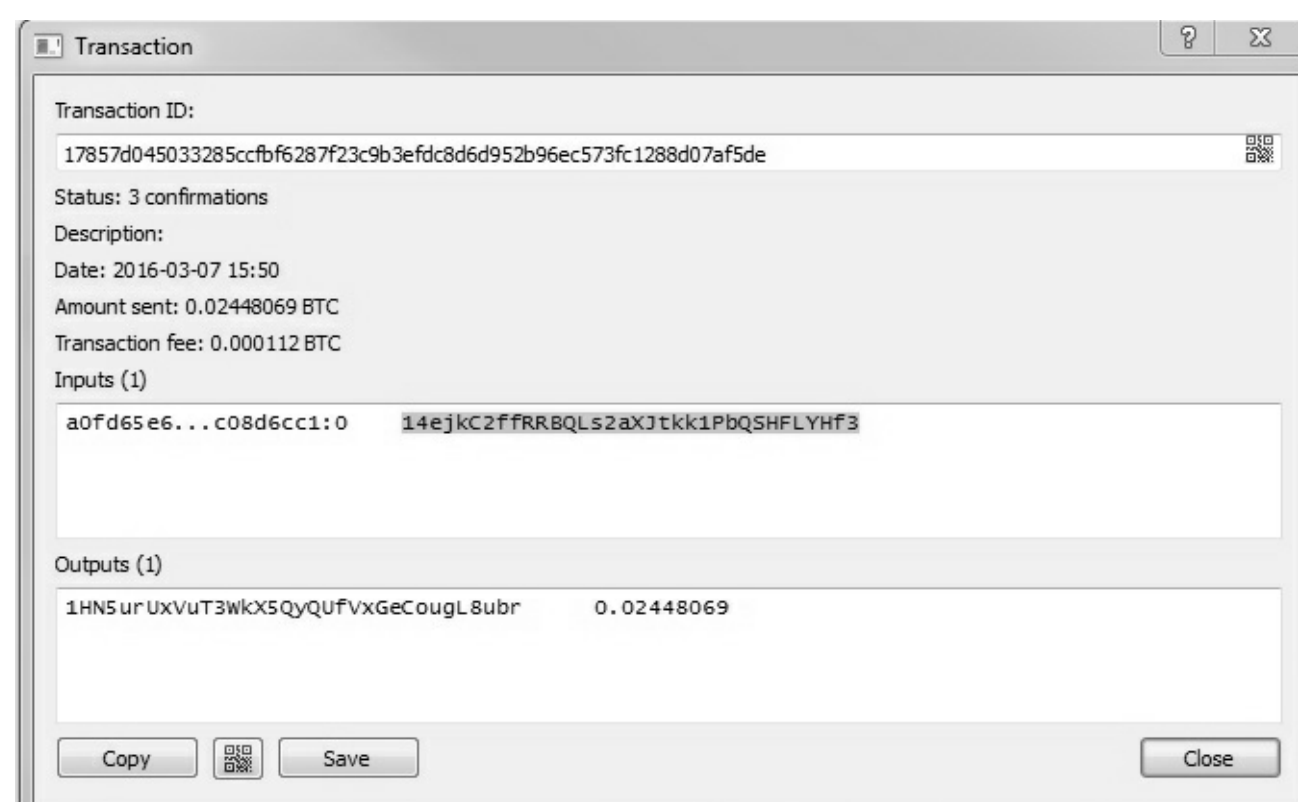 Transaction
Transaction ID:
17857d045033285ccfbf6287f23c9b3efdc8d6d952b96ec573fc1288d07af5de
Status: 3 confirmations
Description:
Date: 2016-03-07 15:50
Amount sent: 0.02448069 BTC
Transaction fee: 0.000112 BTC
Inputs (1)
a0fd65e6...c08d6cc1:0 14ejkC2ffRRBQLs2aXJtkk1PbQSHFLYHf3
Outputs (1)
1HN5urUxVuT3WkX5QyQUfVxGeCougL8ubr 0.02448069
Copy Save Close